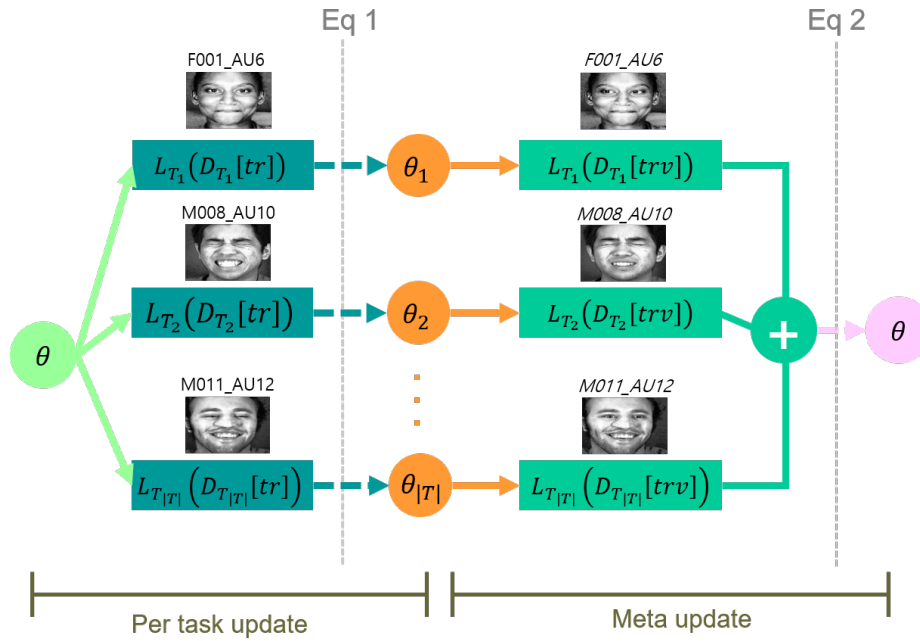 Eq 1
Eq 2
F001_AU6
F001_AU6
L_{T_1}(D_{T_1}[tr])
θ_1
L_{T_1}(D_{T_1}[trv])
M008_AU10
M008_AU10
L_{T_2}(D_{T_2}[tr])
θ_2
L_{T_2}(D_{T_2}[trv])
θ
+
θ
M011_AU12
M011_AU12
L_{T_{|T|}}(D_{T_{|T|}}[tr])
θ_{|T|}
L_{T_{|T|}}(D_{T_{|T|}}[trv])
Per task update
Meta update